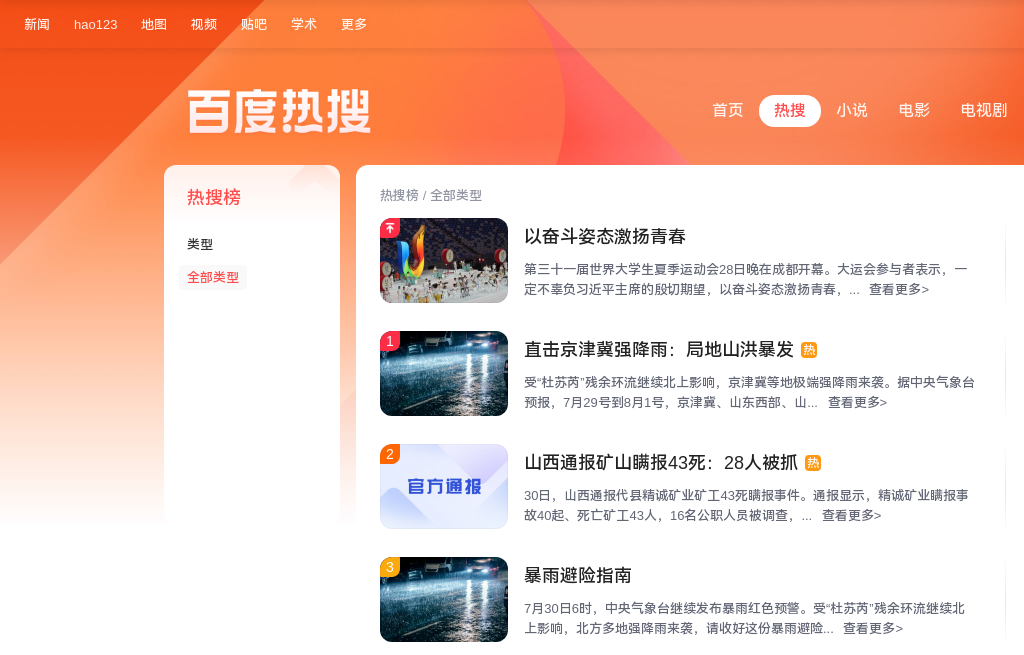 新闻 hao123 地图 视频 贴吧 学术 更多
百度热搜
首页 热搜 小说 电影 电视剧
热搜榜
类型
全部类型
热搜榜 / 全部类型
以奋斗姿态激扬青春
第三十一届世界大学生夏季运动会28日晚在成都开幕。大运会参与者表示，一
定不辜负习近平主席的殷切期望，以奋斗姿态激扬青春，... 查看更多>
1
直击京津冀强降雨：局地山洪暴发 热
受“杜苏芮”残余环流继续北上影响，京津冀等地极端强降雨来袭。据中央气象台
预报，7月29号到8月1号，京津冀、山东西部、山... 查看更多>
2
官方通报
山西通报矿山瞒报43死：28人被抓 热
30日，山西通报代县精诚矿业矿工43死瞒报事件。通报显示，精诚矿业瞒报事
故40起、死亡矿工43人，16名公职人员被调查，... 查看更多>
3
暴雨避险指南
7月30日6时，中央气象台继续发布暴雨红色预警。受“杜苏芮”残余环流继续北
上影响，北方多地强降雨来袭，请收好这份暴雨避险... 查看更多>